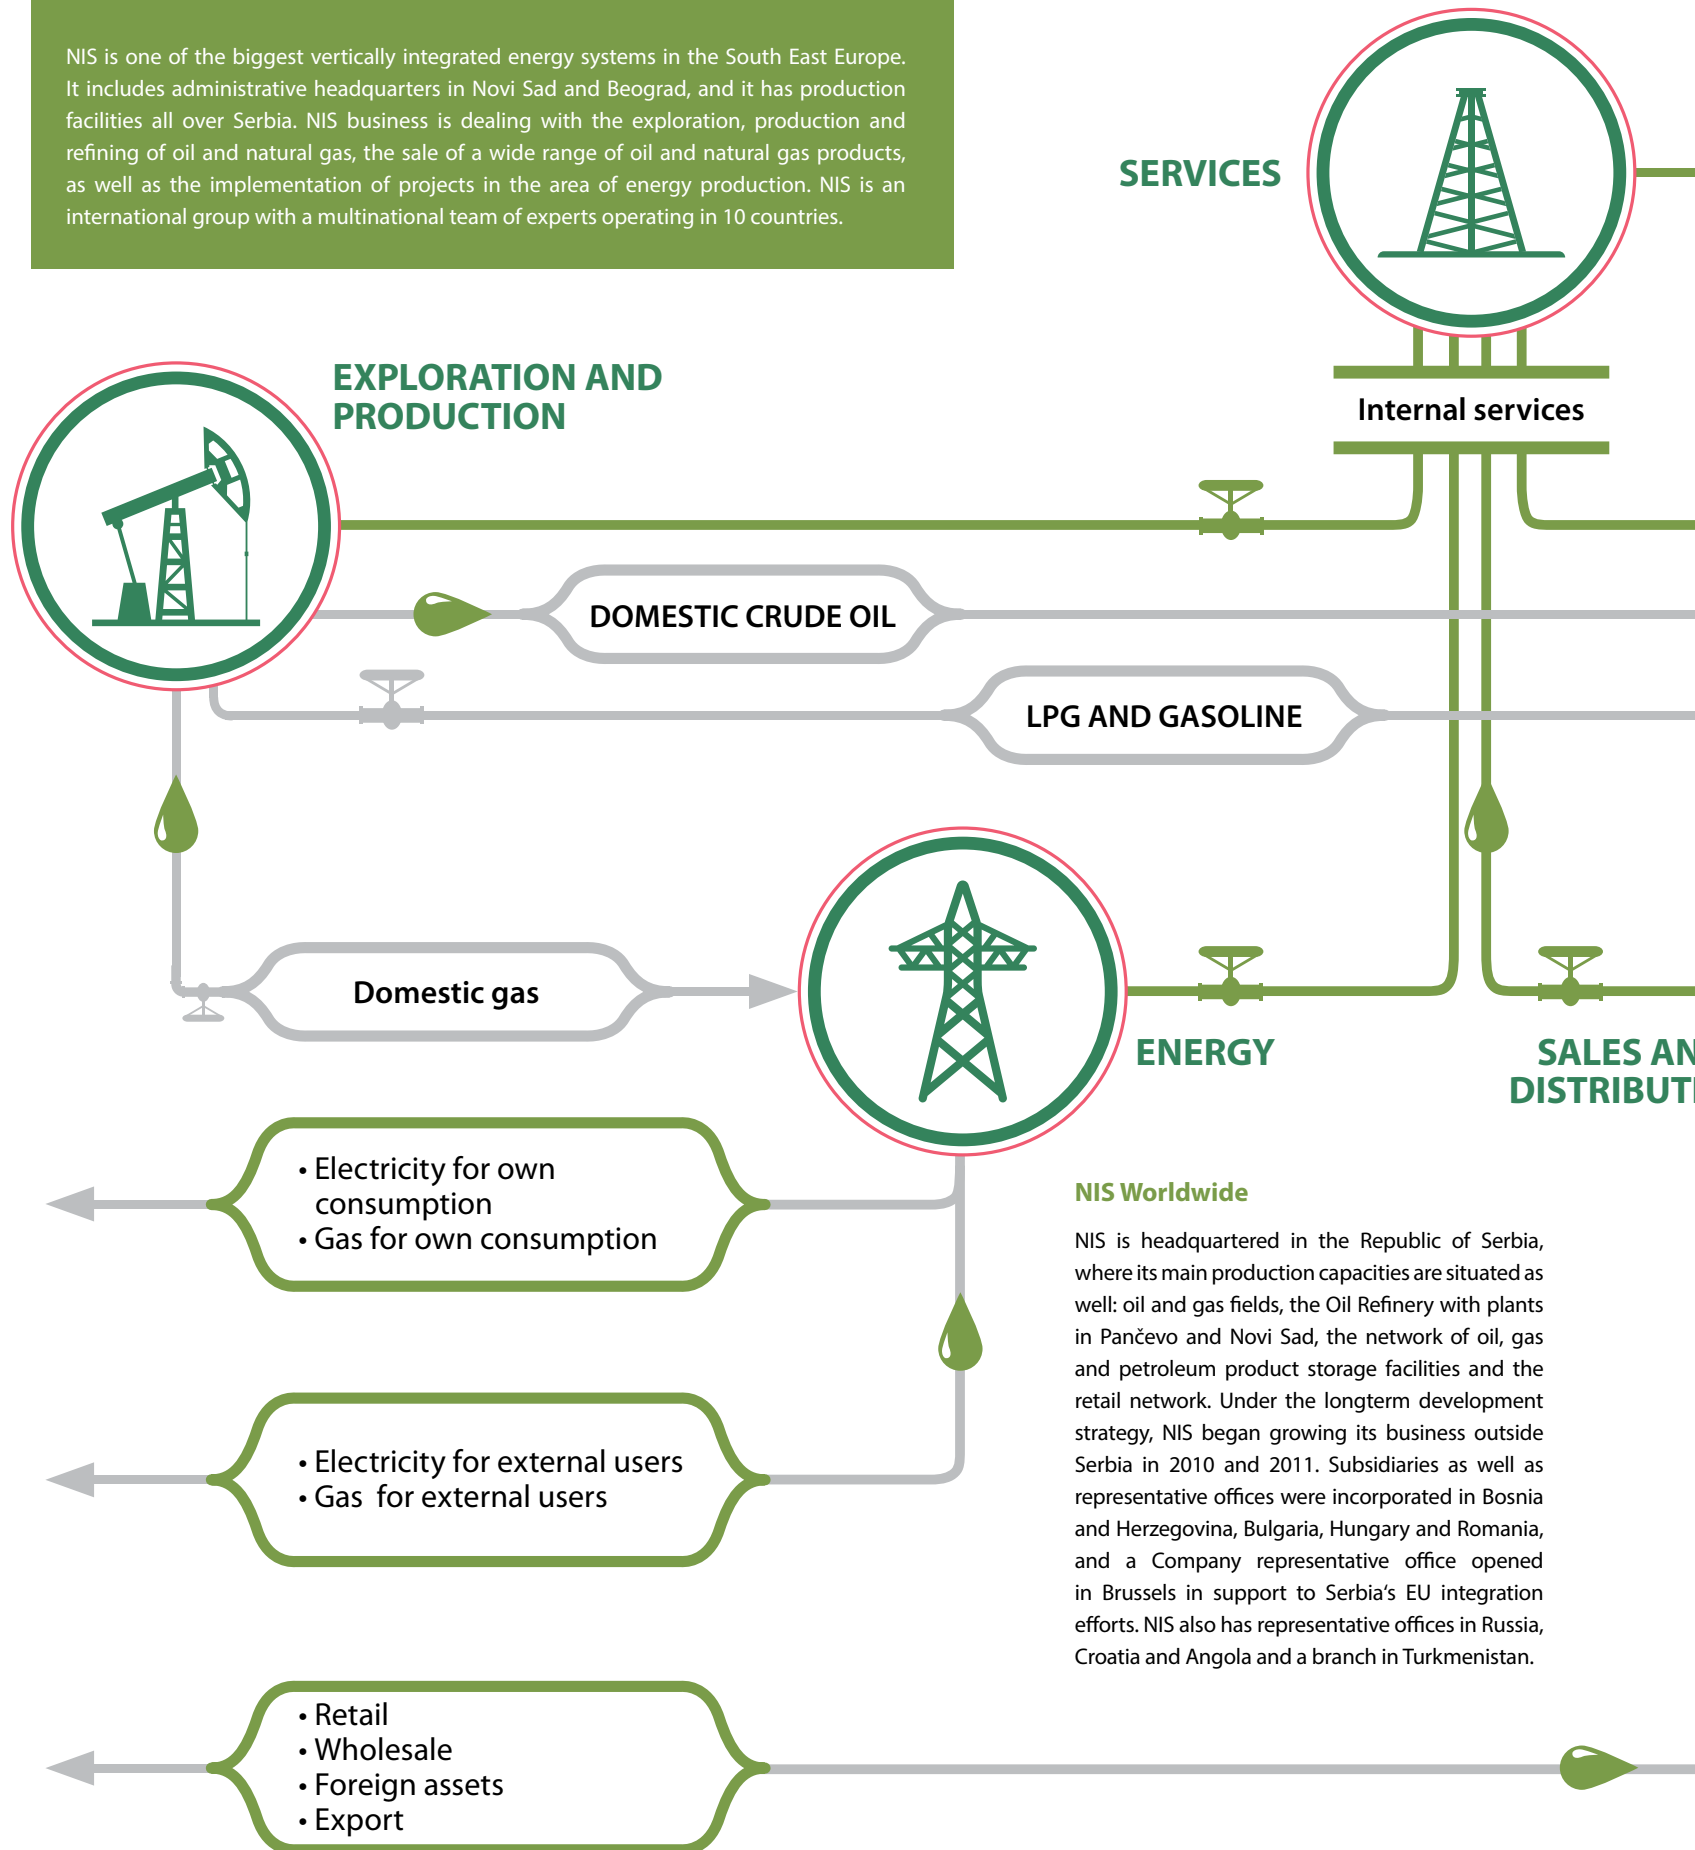 NIS is one of the biggest vertically integrated energy systems in the South East Europe.
It includes administrative headquarters in Novi Sad and Beograd, and it has production
facilities all over Serbia. NIS business is dealing with the exploration, production and
refining of oil and natural gas, the sale of a wide range of oil and natural gas products,
as well as the implementation of projects in the area of energy production. NIS is an
international group with a multinational team of experts operating in 10 countries.
SERVICES
EXPLORATION AND
PRODUCTION
Internal services
DOMESTIC CRUDE OIL
LPG AND GASOLINE
Domestic gas
ENERGY
SALES AN
DISTRIBUTI
• Electricity for own
consumption
• Gas for own consumption
• Electricity for external users
• Gas for external users
• Retail
• Wholesale
• Foreign assets
• Export
NIS Worldwide
NIS is headquartered in the Republic of Serbia,
where its main production capacities are situated as
well: oil and gas fields, the Oil Refinery with plants
in Pančevo and Novi Sad, the network of oil, gas
and petroleum product storage facilities and the
retail network. Under the longterm development
strategy, NIS began growing its business outside
Serbia in 2010 and 2011. Subsidiaries as well as
representative offices were incorporated in Bosnia
and Herzegovina, Bulgaria, Hungary and Romania,
and a Company representative office opened
in Brussels in support to Serbia‘s EU integration
efforts. NIS also has representative offices in Russia,
Croatia and Angola and a branch in Turkmenistan.